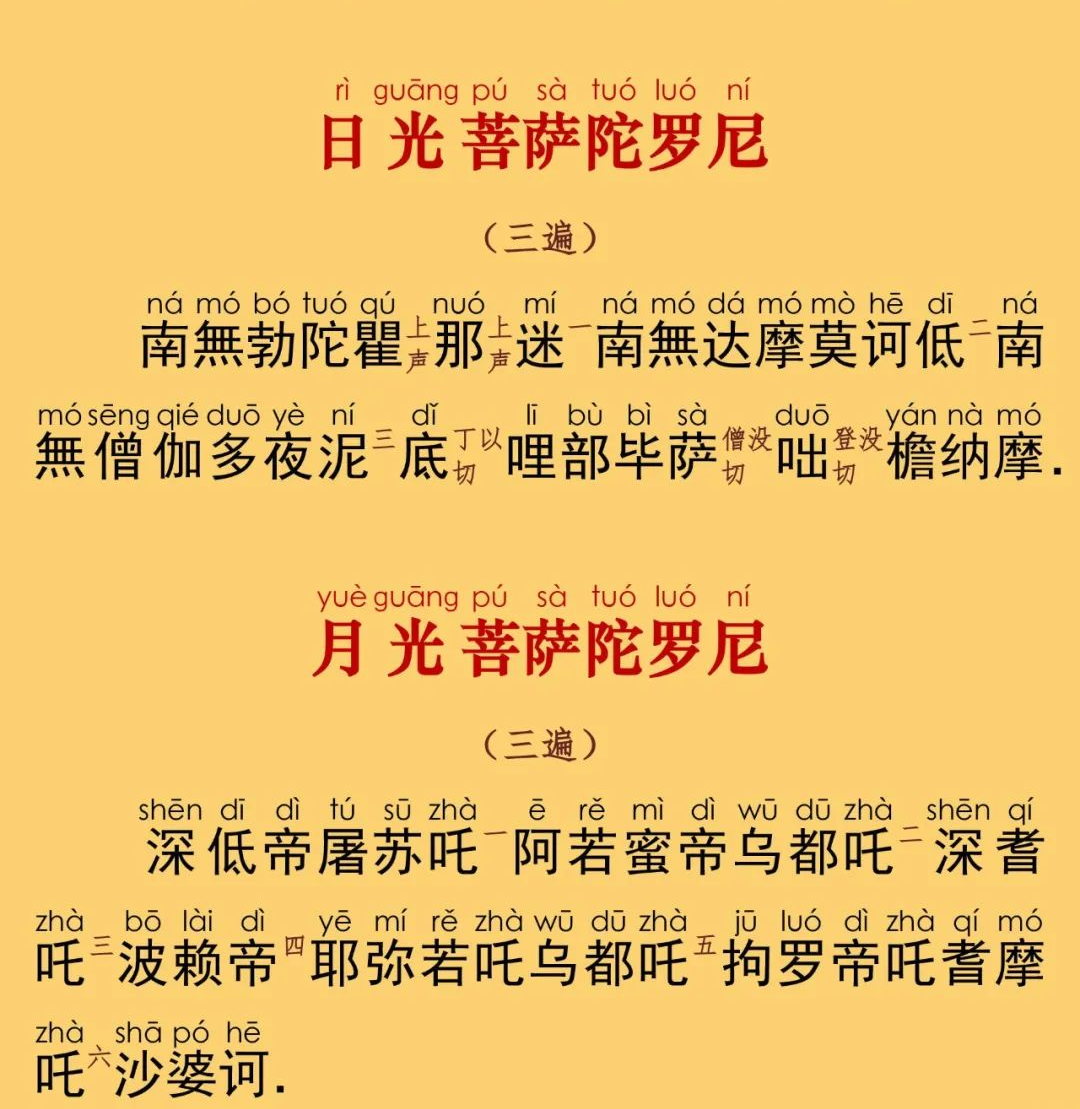 rì guāng pú sà tuó luó ní
日光菩萨陀罗尼
（三遍）
ná mó bó tuó qú nuó mí ná mó dá mó mò hē dī ná
南無勃陀瞿上声那上声迷一南無达摩莫诃低二南
mó sēng qié duō yè ní dǐ lī bù bì sà duō yán nà mó
無僧伽多夜泥三底丁以切哩部毕萨僧没切咄登没切檐纳摩.
yuè guāng pú sà tuó luó ní
月光菩萨陀罗尼
（三遍）
shēn dī dì tú sū zhà ē rě mì dì wū dū zhà shēn qí
深低帝屠苏吒一阿若蜜帝乌都吒二深耆
zhà bō lài dì yē mí rě zhà wū dū zhà jū luó dì zhà qí mó
吒三波赖帝四耶弥若吒乌都吒五拘罗帝吒耆摩
zhà shā pó hē
吒六沙婆诃.